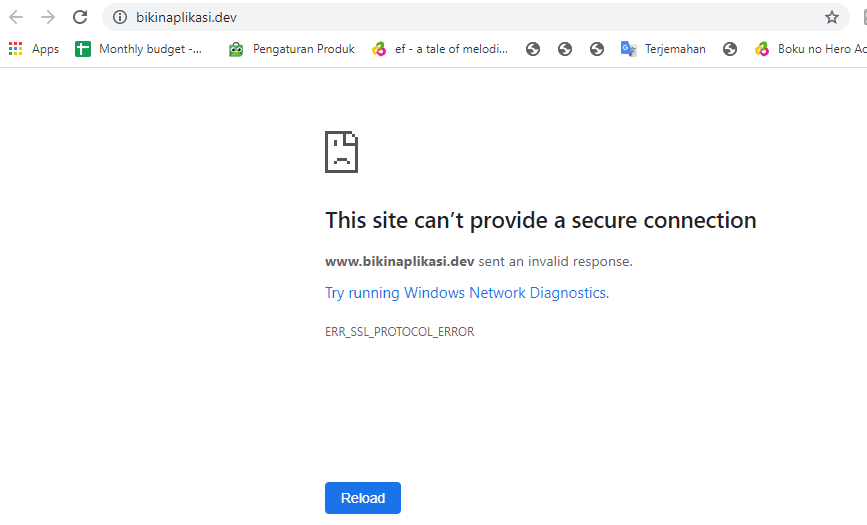 bikinaplikasi.dev
Apps Monthly budget -... Pengaturan Produk ef - a tale of melodi... Terjemahan Boku no Hero Ac
This site can't provide a secure connection
www.bikinaplikasi.dev sent an invalid response.
Try running Windows Network Diagnostics.
ERR_SSL_PROTOCOL_ERROR
Reload